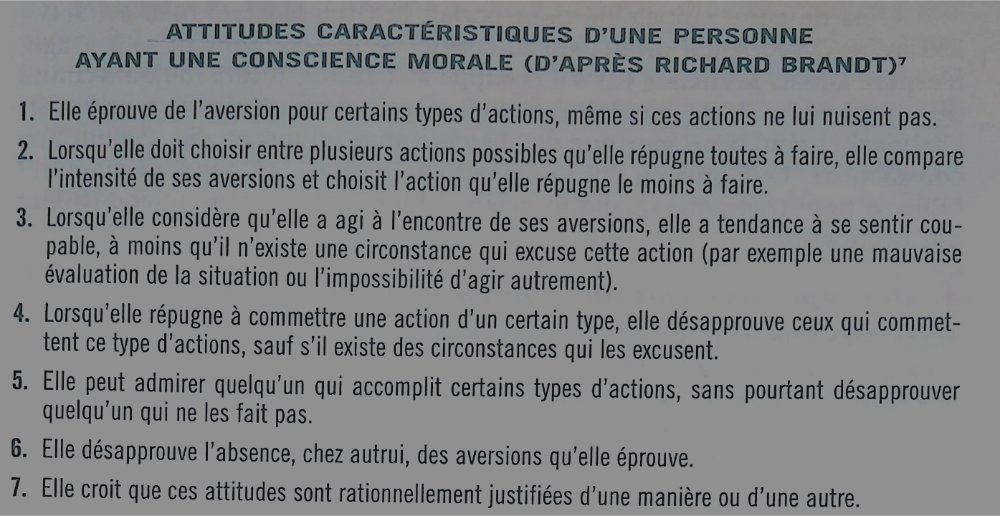 ATTITUDES CARACTÉRISTIQUES D'UNE PERSONNE
AYANT UNE CONSCIENCE MORALE (D'APRÈS RICHARD BRANDT)⁷
1. Elle éprouve de l'aversion pour certains types d'actions, même si ces actions ne lui nuisent pas.
2. Lorsqu'elle doit choisir entre plusieurs actions possibles qu'elle répugne toutes à faire, elle compare
l'intensité de ses aversions et choisit l'action qu'elle répugne le moins à faire.
3. Lorsqu'elle considère qu'elle a agi à l'encontre de ses aversions, elle a tendance à se sentir cou-
pable, à moins qu'il n'existe une circonstance qui excuse cette action (par exemple une mauvaise
évaluation de la situation ou l'impossibilité d'agir autrement).
4. Lorsqu'elle répugne à commettre une action d'un certain type, elle désapprouve ceux qui commet-
tent ce type d'actions, sauf s'il existe des circonstances qui les excusent.
5. Elle peut admirer quelqu'un qui accomplit certains types d'actions, sans pourtant désapprouver
quelqu'un qui ne les fait pas.
6. Elle désapprouve l'absence, chez autrui, des aversions qu'elle éprouve.
7. Elle croit que ces attitudes sont rationnellement justifiées d'une manière ou d'une autre.